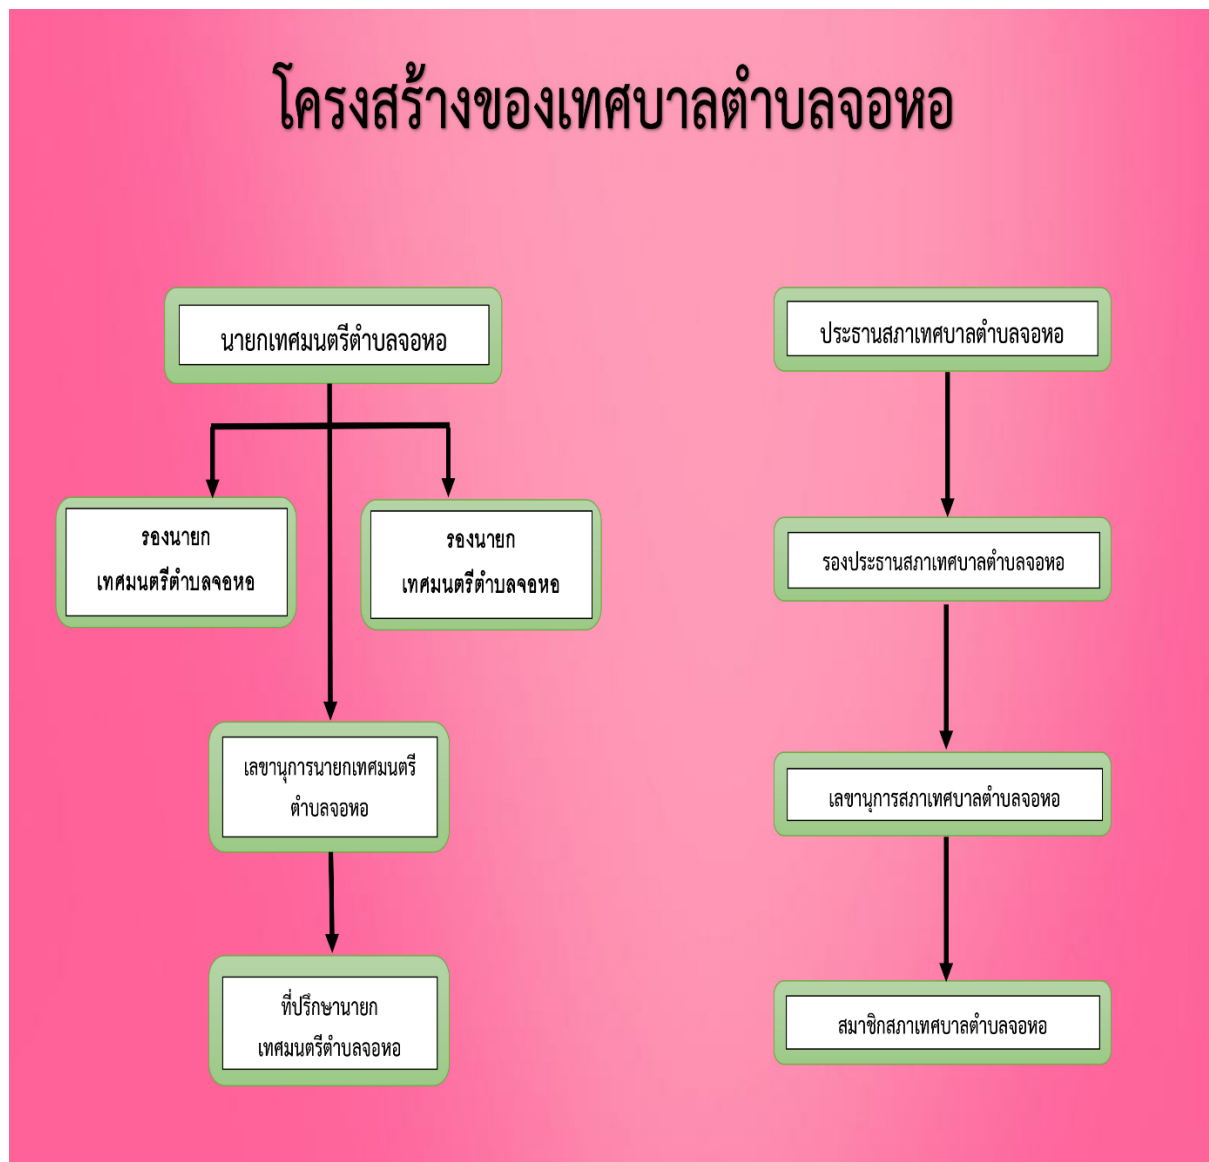 โครงสร้างของเทศบาลตำบลจอหอ
นายกเทศมนตรีตำบลจอหอ
รองนายก
เทศมนตรีตำบลจอหอ
รองนายก
เทศมนตรีตำบลจอหอ
เลขานุการนายกเทศมนตรี
ตำบลจอหอ
ที่ปรึกษานายก
เทศมนตรีตำบลจอหอ
ประธานสภาเทศบาลตำบลจอหอ
รองประธานสภาเทศบาลตำบลจอหอ
เลขานุการสภาเทศบาลตำบลจอหอ
สมาชิกสภาเทศบาลตำบลจอหอ